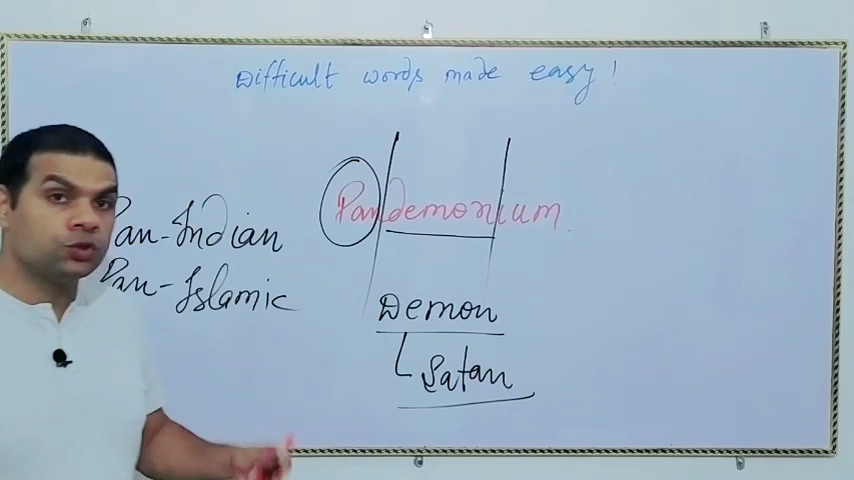 Difficult words made easy!
Pandemonium
Pan-Indian
Pan-Islamic
Demon
Satan